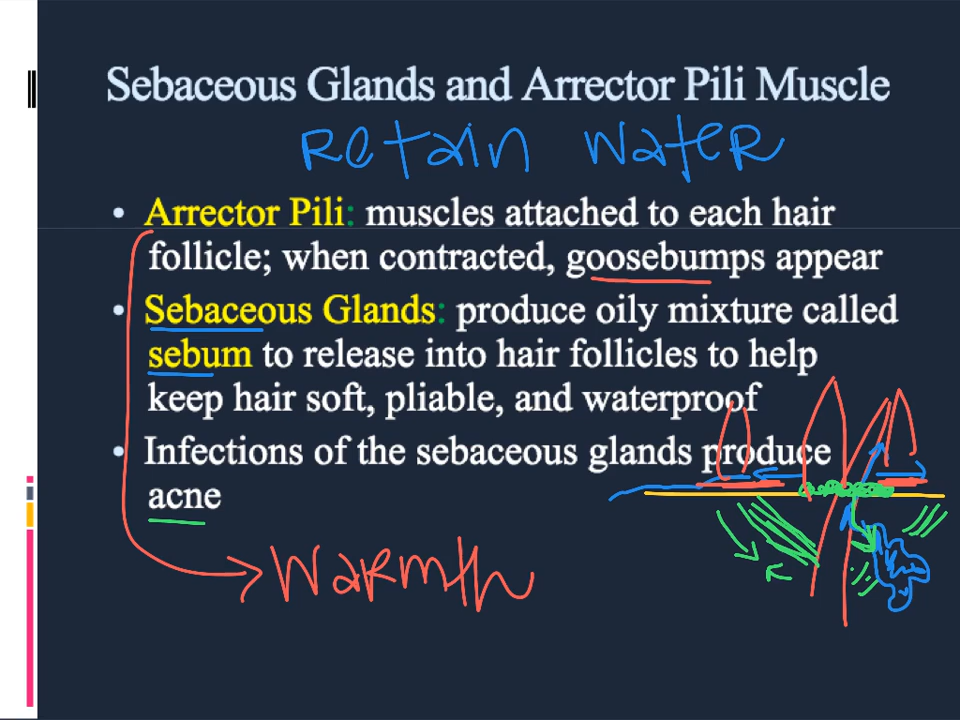 Sebaceous Glands and Arrector Pili Muscle
Retain Water
• Arrector Pili: muscles attached to each hair
follicle; when contracted, goosebumps appear
• Sebaceous Glands: produce oily mixture called
sebum to release into hair follicles to help
keep hair soft, pliable, and waterproof
• Infections of the sebaceous glands produce
acne
Warmth